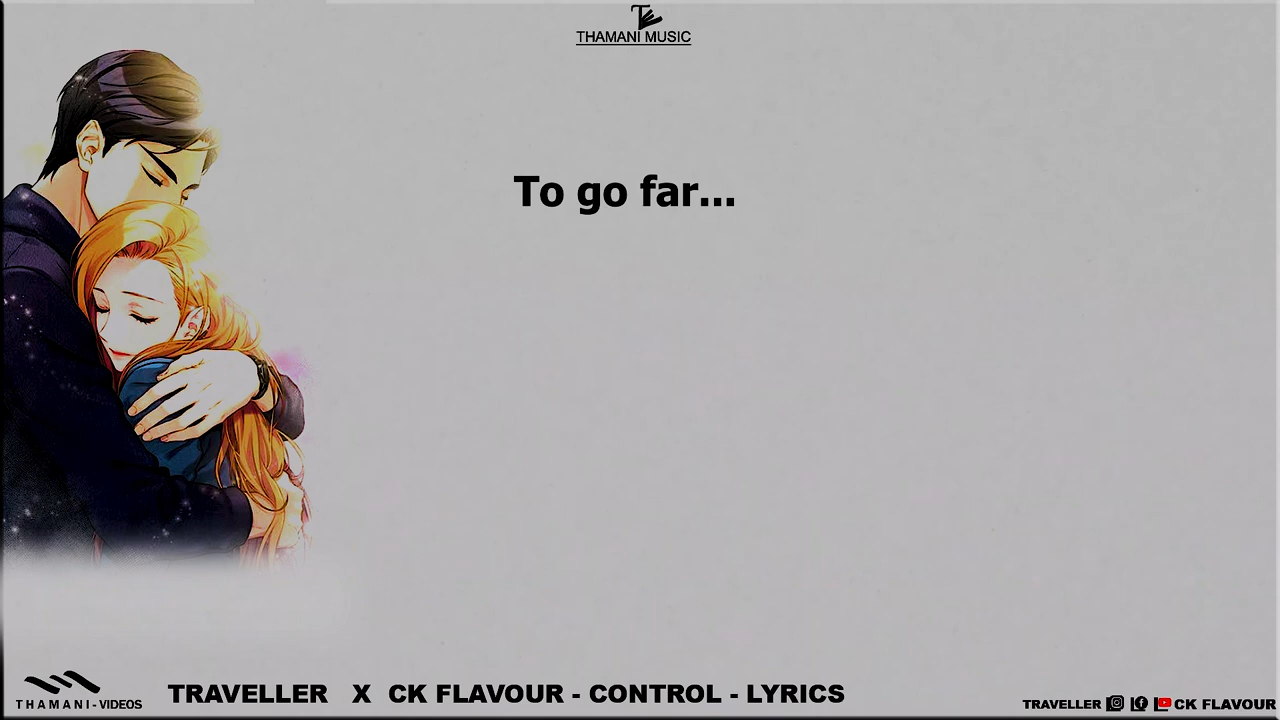 THAMANI MUSIC
To go far...
THAMANI-VIDEOS
TRAVELLER X CK FLAVOUR - CONTROL - LYRICS
TRAVELLER CK FLAVOUR